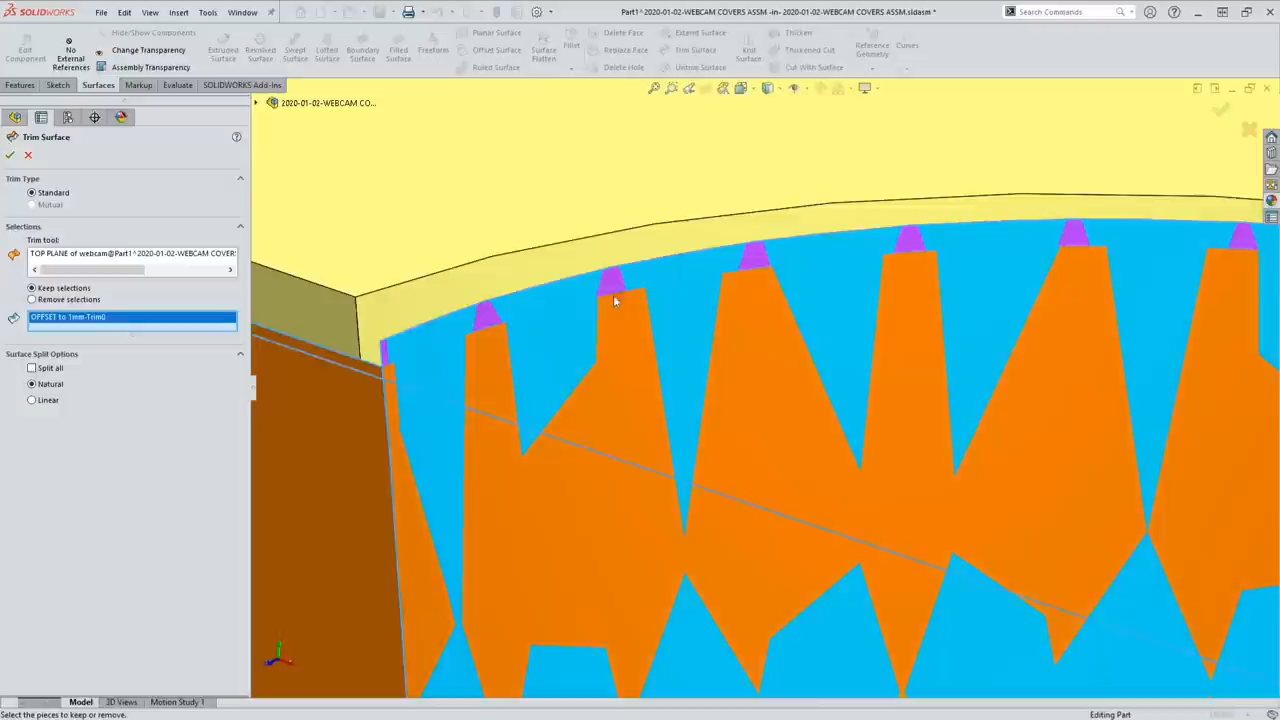 SOLIDWORKS File Edit View Insert Tools Window Part1^2020-01-02-WEBCAM COVERS ASSM -in- 2020-01-02-WEBCAM COVERS ASSM.sldasm * Search Commands
Edit Component
No External References
Hide/Show Components
Change Transparency
Assembly Transparency
Extruded Surface
Revolved Surface
Swept Surface
Lofted Surface
Boundary Surface
Filled Surface
Freeform
Planar Surface
Offset Surface
Ruled Surface
Surface Flatten
Fillet
Delete Face
Replace Face
Delete Hole
Extend Surface
Trim Surface
Untrim Surface
Knit Surface
Thicken
Thickened Cut
Cut With Surface
Reference Geometry
Curves
Features Sketch Surfaces Markup Evaluate SOLIDWORKS Add-Ins
2020-01-02-WEBCAM CO...
Trim Surface
Trim Type
Standard
Mutual
Selections
Trim tool:
TOP PLANE of webcam@Part1^2020-01-02-WEBCAM COVERS
Keep selections
Remove selections
OFFSET to 1mm-Trim0
Surface Split Options
Split all
Natural
Linear
Model 3D Views Motion Study 1
Select the pieces to keep or remove. Editing Part